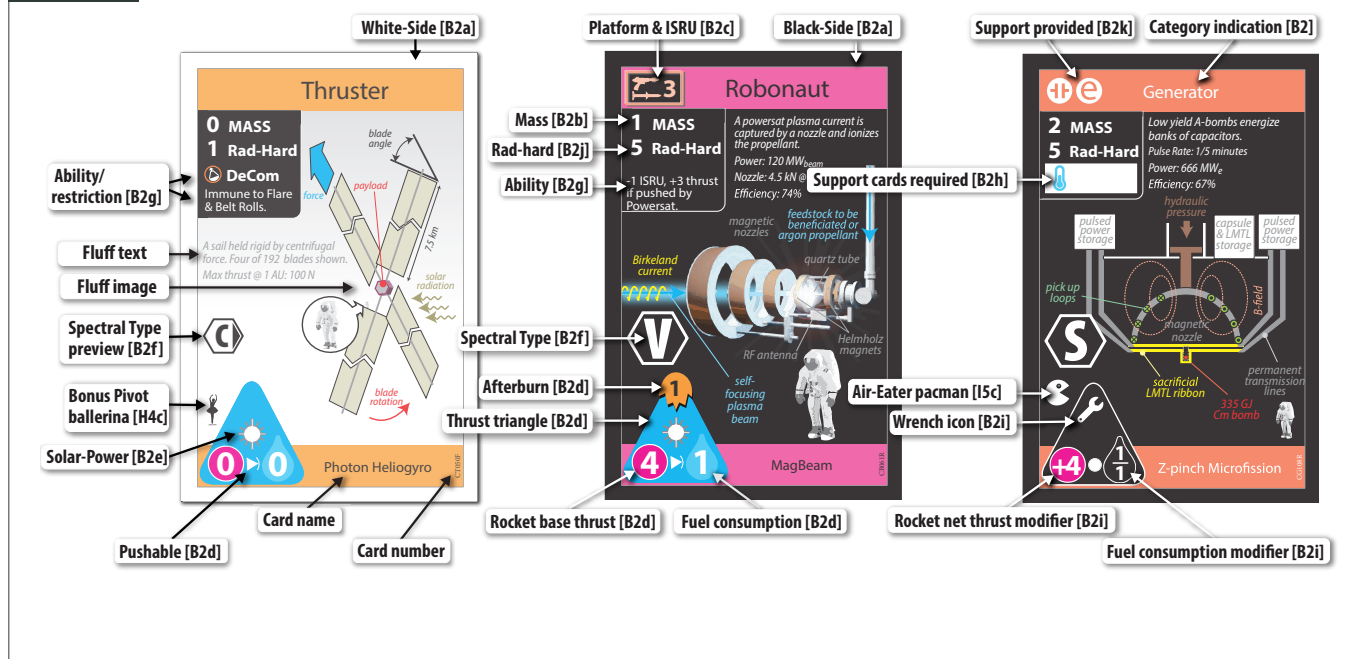 White-Side [B2a]
Platform & ISRU [B2c]
Black-Side [B2a]
Support provided [B2k]
Category indication [B2]
Thruster
0 MASS
1 Rad-Hard
DeCom
Immune to Flare
& Belt Rolls.
Ability/
restriction [B2g]
blade
angle
payload
force
7.5 km
A sail held rigid by centrifugal
force. Four of 192 blades shown.
Max thrust @ 1 AU: 100 N
solar
radiation
Fluff text
Fluff image
Spectral Type
preview [B2f]
C
Bonus Pivot
ballerina [H4c]
Solar-Power [B2e]
blade
rotation
0
0
Photon Heliogyro
Pushable [B2d]
Card name
Card number
3
Robonaut
Mass [B2b]
1 MASS
Rad-hard [B2j]
5 Rad-Hard
Ability [B2g]
-1 ISRU, +3 thrust
if pushed by
Powersat.
A powersat plasma current is
captured by a nozzle and ionizes
the propellant.
Power: 120 MWbeam
Nozzle: 4.5 kN @
Efficiency: 74%
magnetic
nozzles
feedstock to be
beneficiated or
argon propellant
Birkeland
current
quartz tube
Spectral Type [B2f]
V
RF antenna
Helmholz
magnets
Afterburn [B2d]
1
self-
focusing
plasma
beam
Thrust triangle [B2d]
4
1
MagBeam
Rocket base thrust [B2d]
Fuel consumption [B2d]
e
Generator
2 MASS
5 Rad-Hard
Support cards required [B2h]
Low yield A-bombs energize
banks of capacitors.
Pulse Rate: 1/5 minutes
Power: 666 MWe
Efficiency: 67%
hydraulic
pressure
pulsed
power
storage
capsule
& LMTL
storage
pulsed
power
storage
pick up
loops
B-field
magnetic
nozzle
S
Air-Eater pacman [I5c]
Wrench icon [B2i]
sacrificial
LMTL ribbon
335 GJ
Cm bomb
permanent
transmission
lines
+4
1
1
Z-pinch Microfission
Rocket net thrust modifier [B2i]
Fuel consumption modifier [B2i]